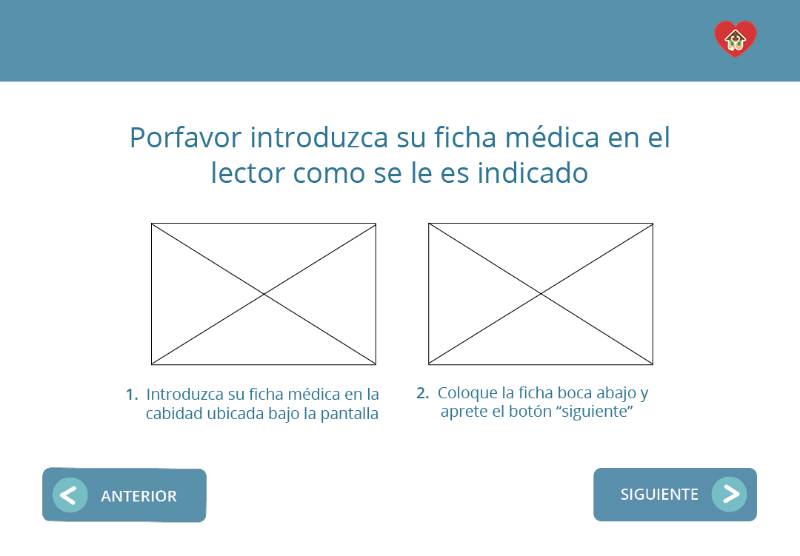 Porfavor introduzca su ficha médica en el
lector como se le es indicado
1. Introduzca su ficha médica en la
cabidad ubicada bajo la pantalla
2. Coloque la ficha boca abajo y
aprete el botón “siguiente”
ANTERIOR
SIGUIENTE